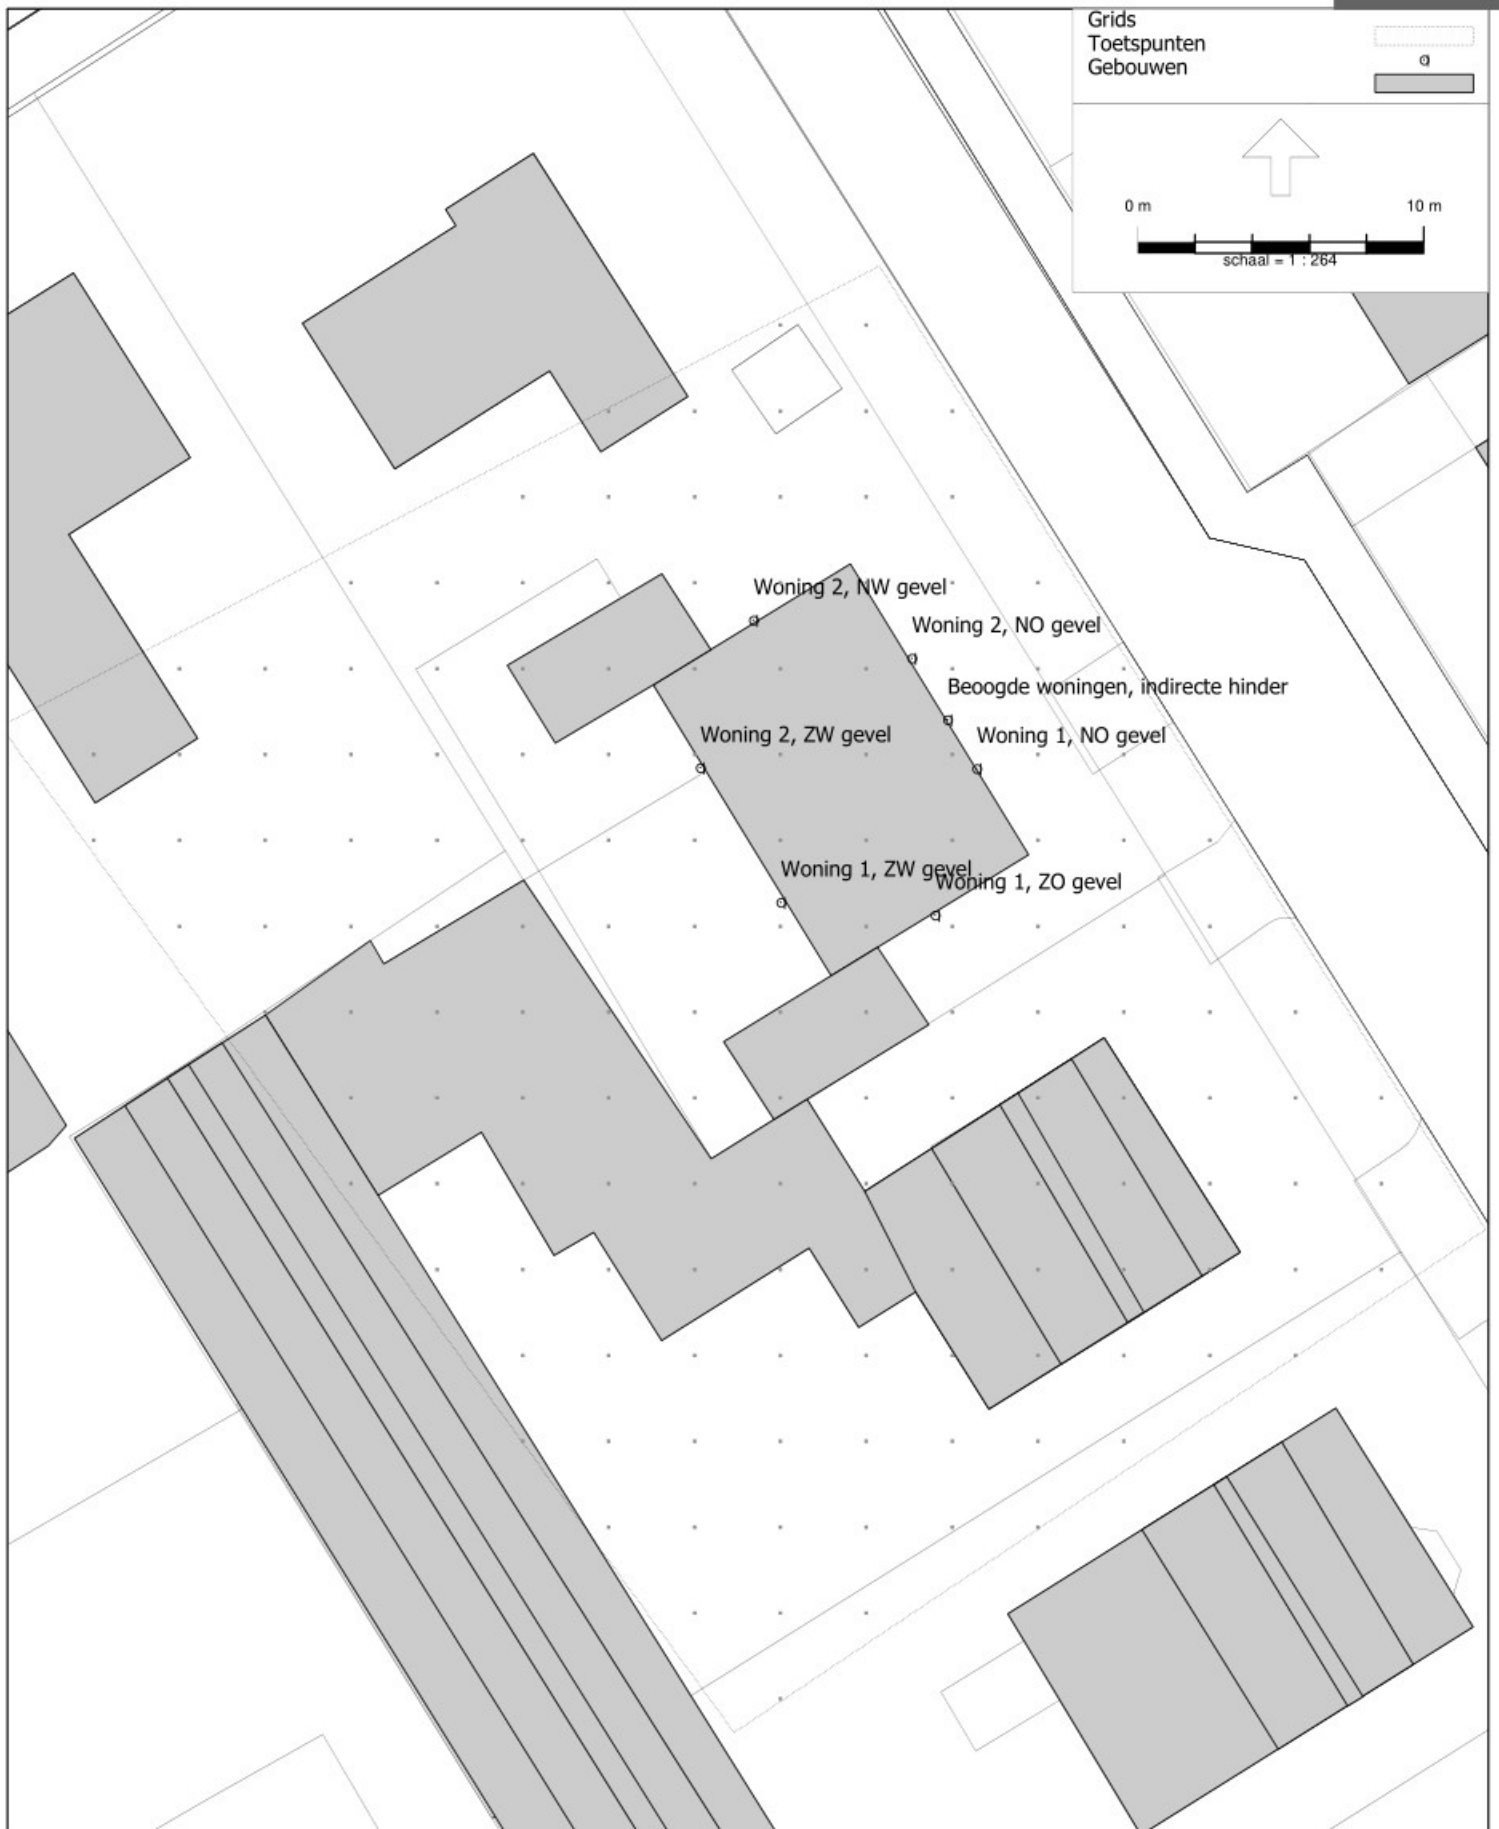 Grids
Toetspunten
Gebouwen
0 m 10 m
schaal = 1 : 264
Woning 2, NW gevel
Woning 2, NO gevel
Beoogde woningen, indirecte hinder
Woning 2, ZW gevel
Woning 1, NO gevel
Woning 1, ZW gevel
Woning 1, ZO gevel